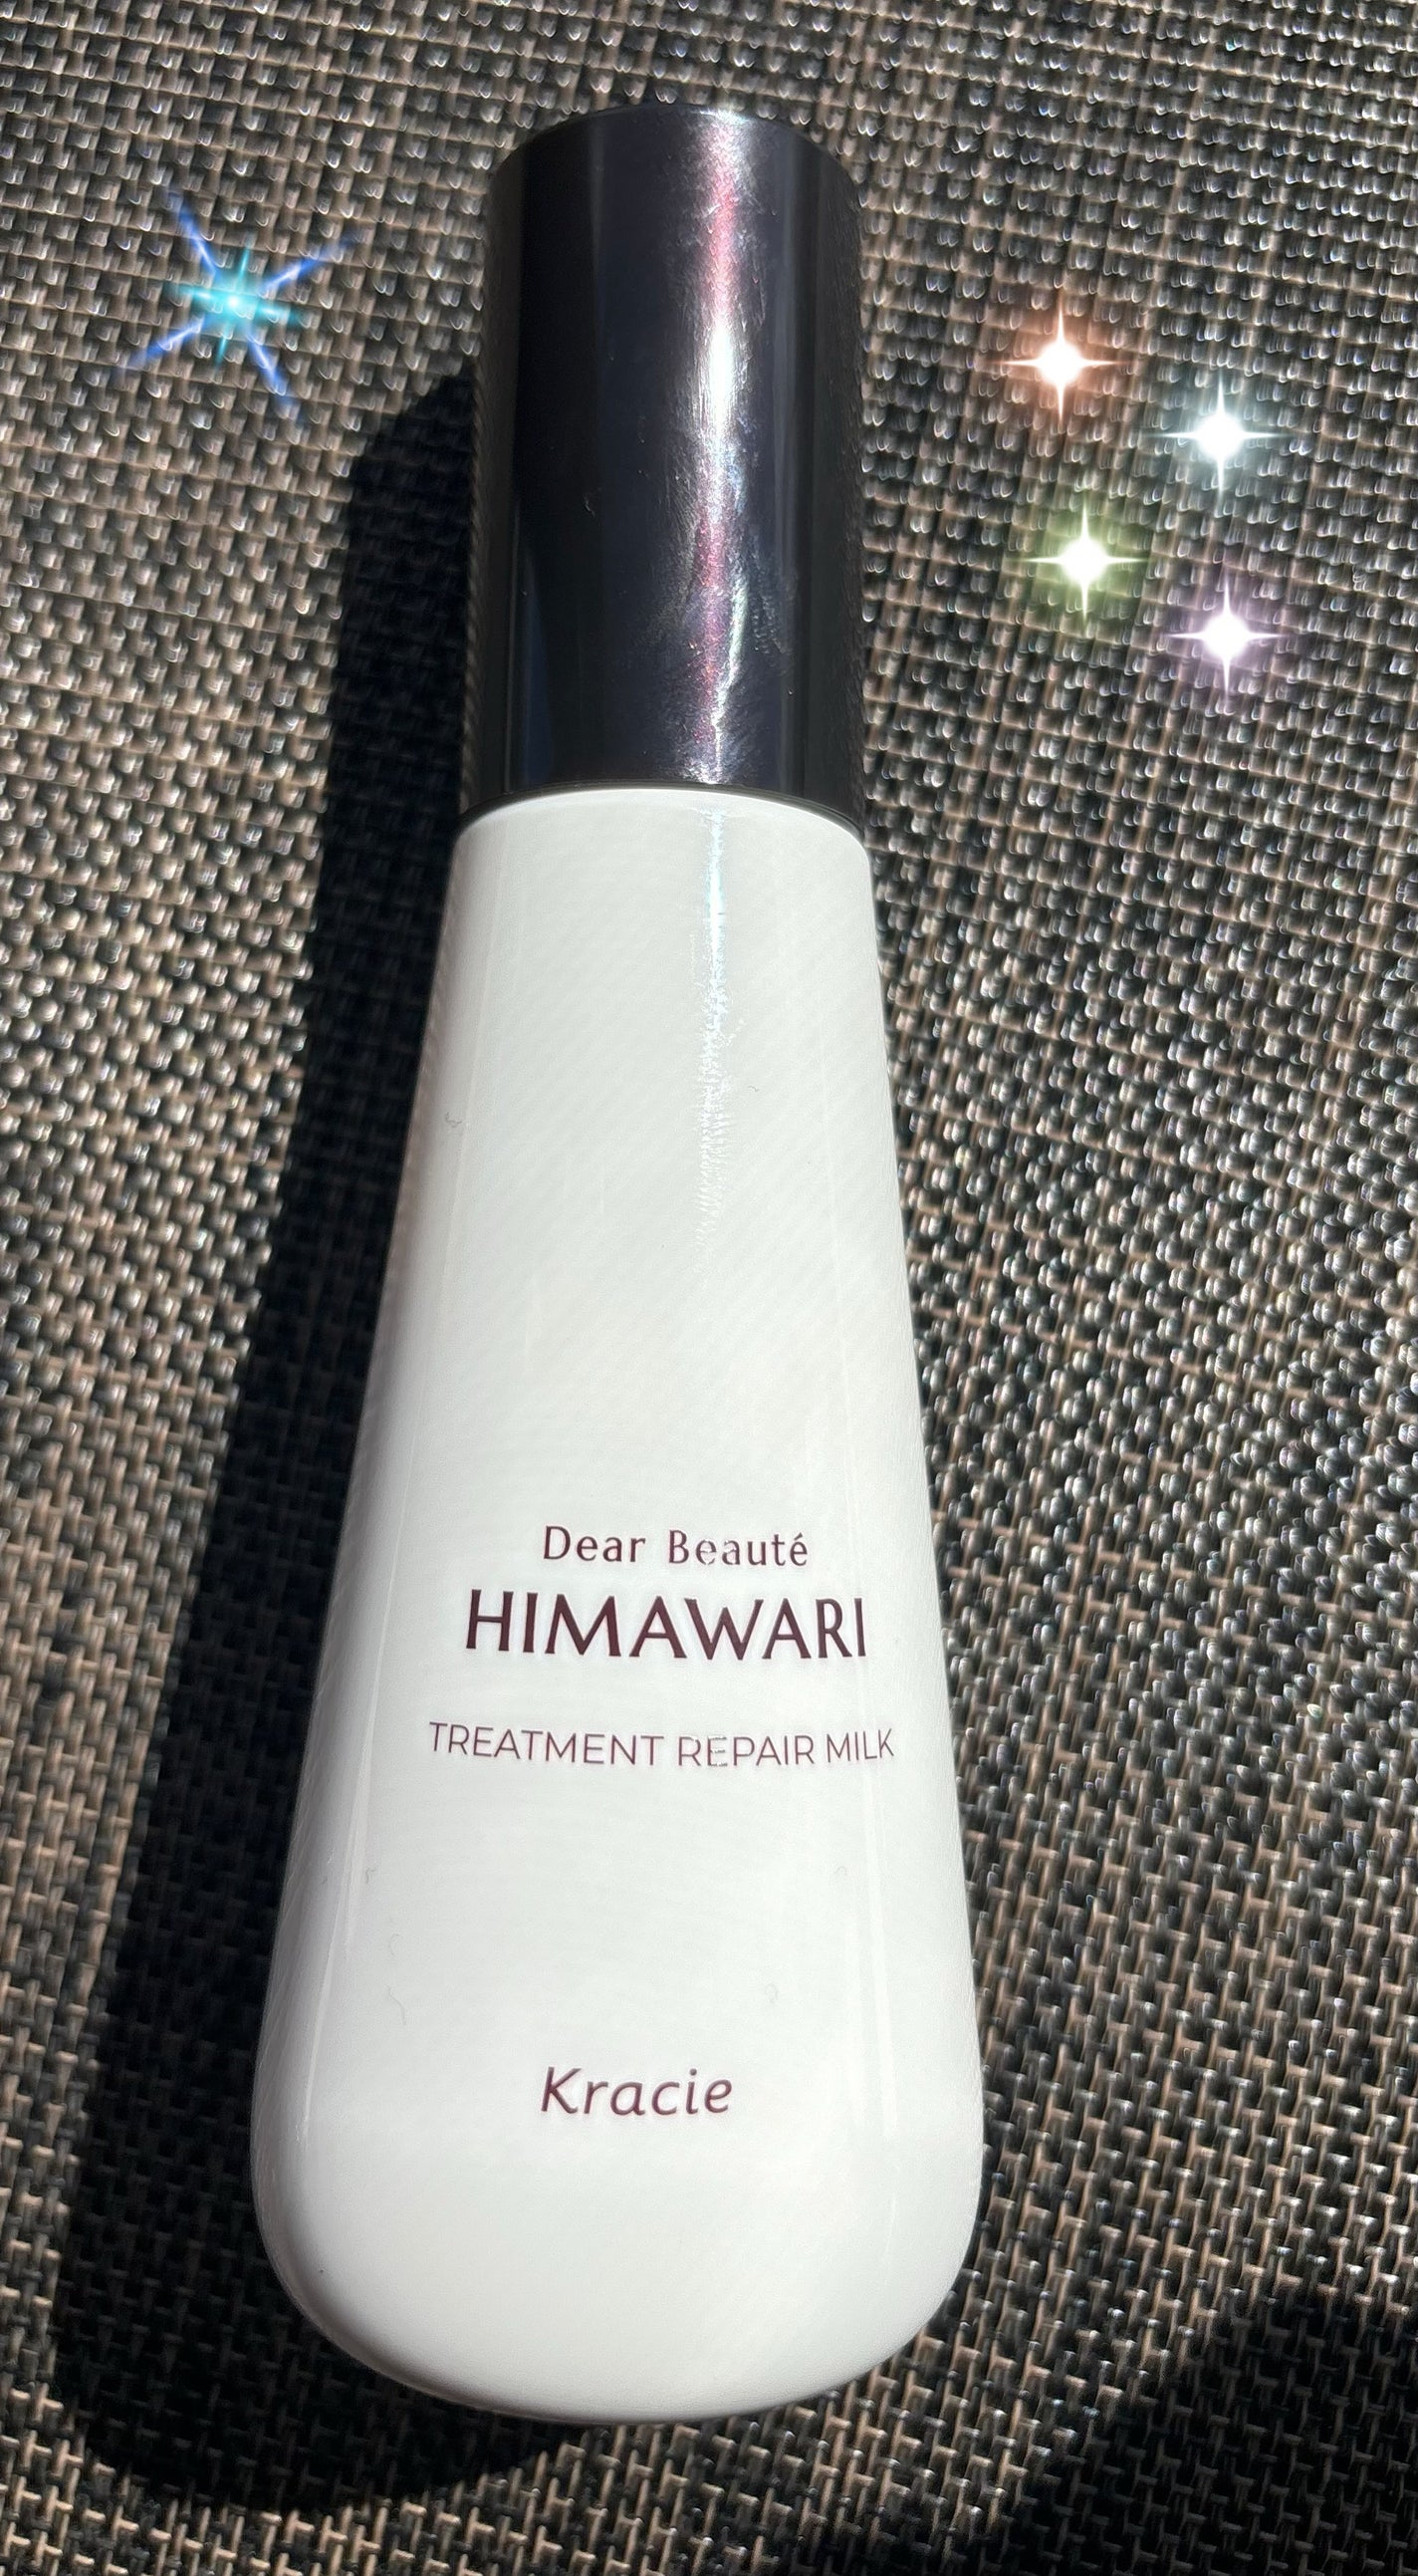 Dear Beauté
HIMAWARI
TREATMENT REPAIR MILK
Kracie